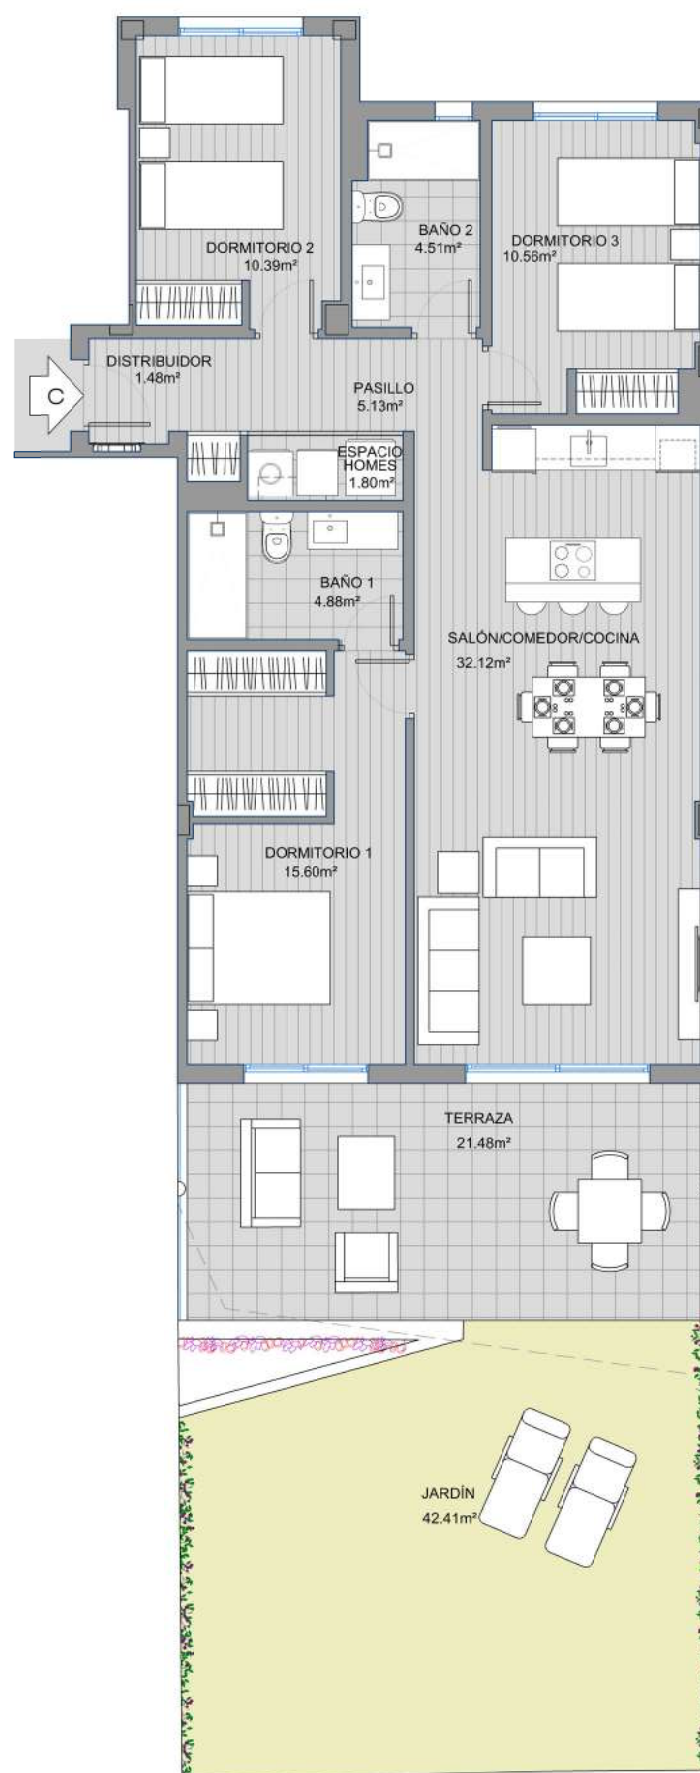 DORMITORIO 2
10.39m²
BAÑO 2
4.51m²
DORMITORIO 3
10.56m²
DISTRIBUIDOR
1.48m²
C
PASILLO
5.13m²
ESPACIO
HOMES
1.80m²
BAÑO 1
4.88m²
SALÓN/COMEDOR/COCINA
32.12m²
DORMITORIO 1
15.60m²
TERRAZA
21.48m²
JARDÍN
42.41m²